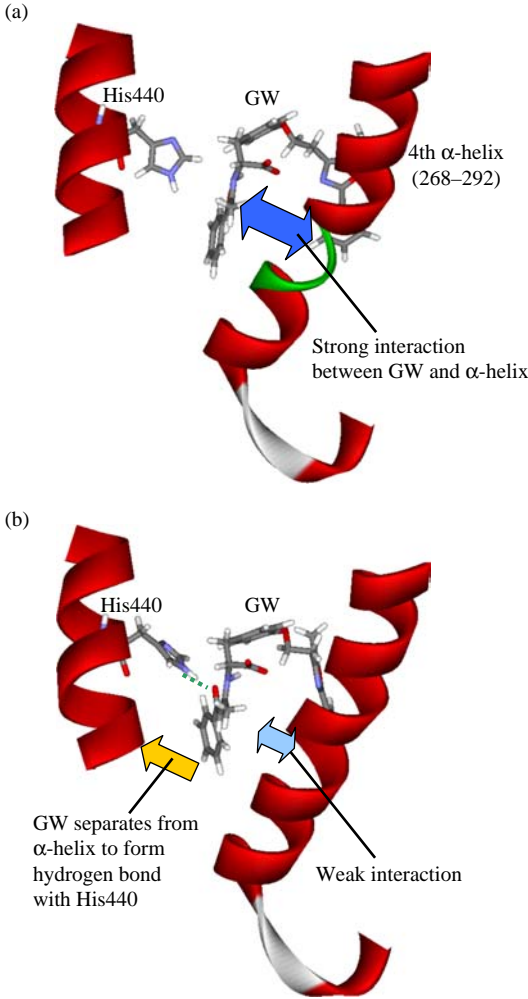 (a)
His440
GW
4th α-helix
(268–292)
Strong interaction
between GW and α-helix
(b)
His440
GW
GW separates from
α-helix to form
hydrogen bond
with His440
Weak interaction